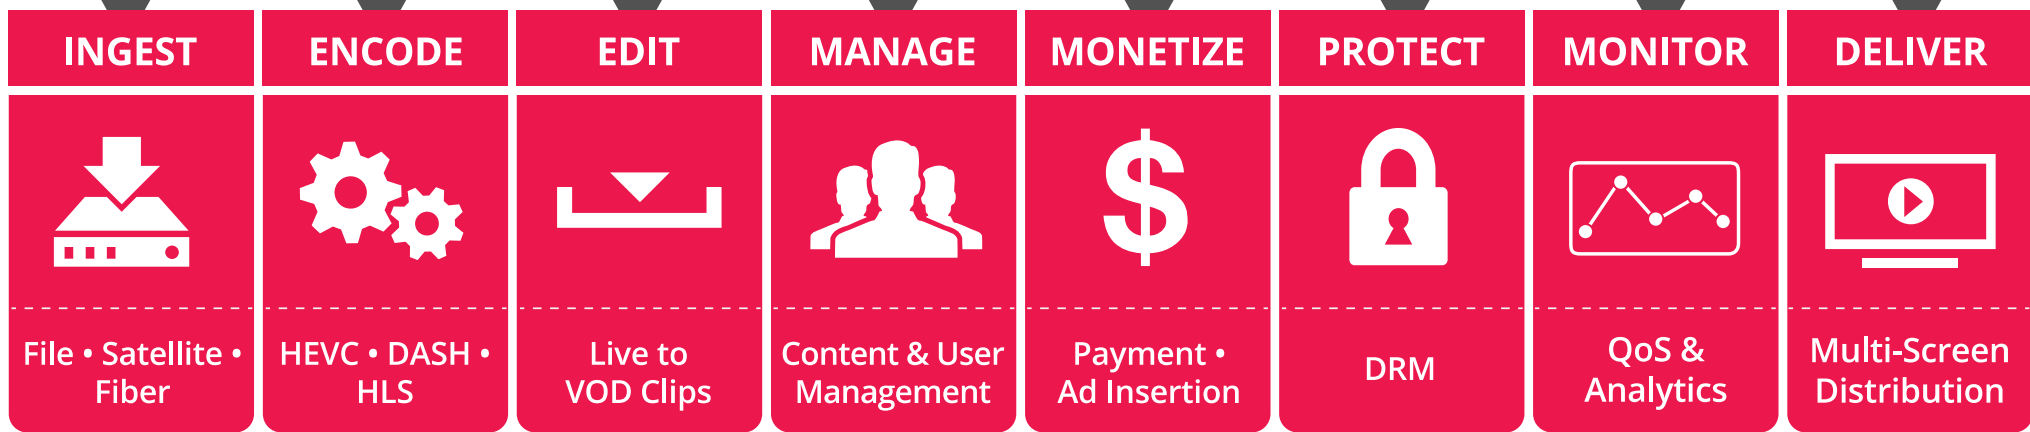 INGEST
ENCODE
EDIT
MANAGE
MONETIZE
PROTECT
MONITOR
DELIVER
File • Satellite •
Fiber
HEVC • DASH •
HLS
Live to
VOD Clips
Content & User
Management
Payment •
Ad Insertion
DRM
QoS &
Analytics
Multi-Screen
Distribution